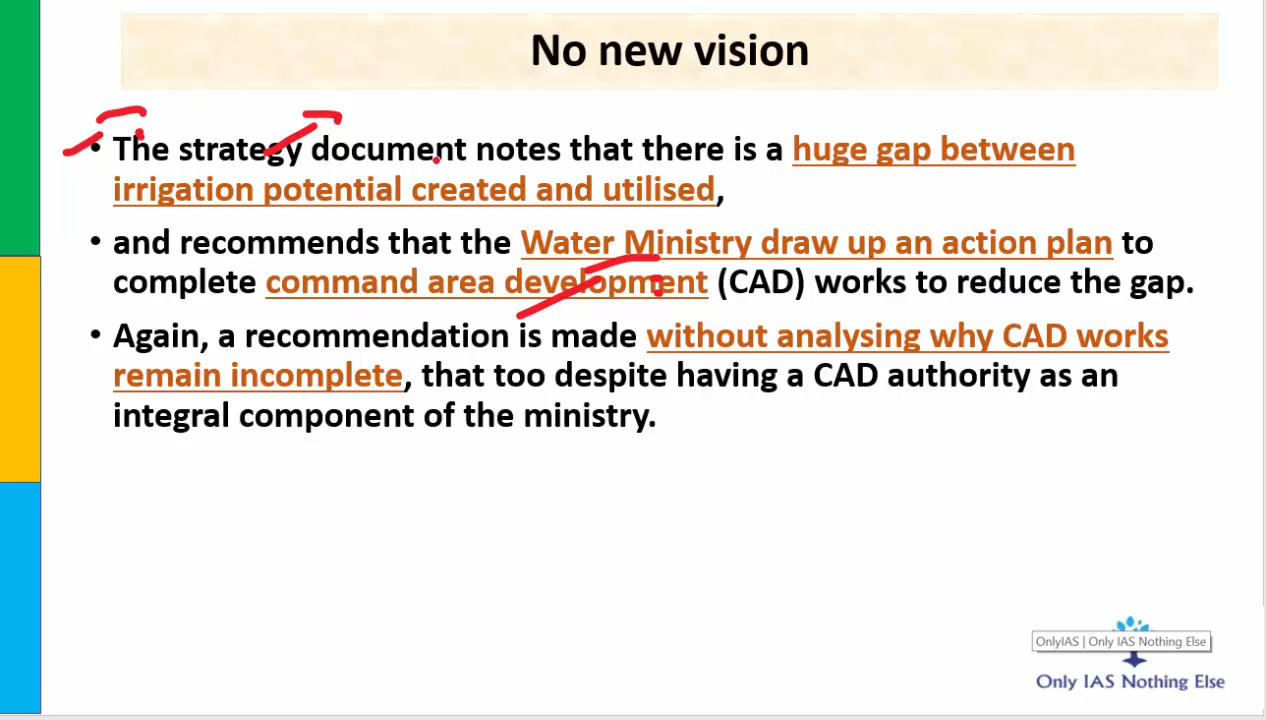 No new vision
• The strategy document notes that there is a huge gap between
irrigation potential created and utilised,
• and recommends that the Water Ministry draw up an action plan to
complete command area development (CAD) works to reduce the gap.
• Again, a recommendation is made without analysing why CAD works
remain incomplete, that too despite having a CAD authority as an
integral component of the ministry.
OnlyIAS | Only IAS Nothing Else
Only IAS Nothing Else